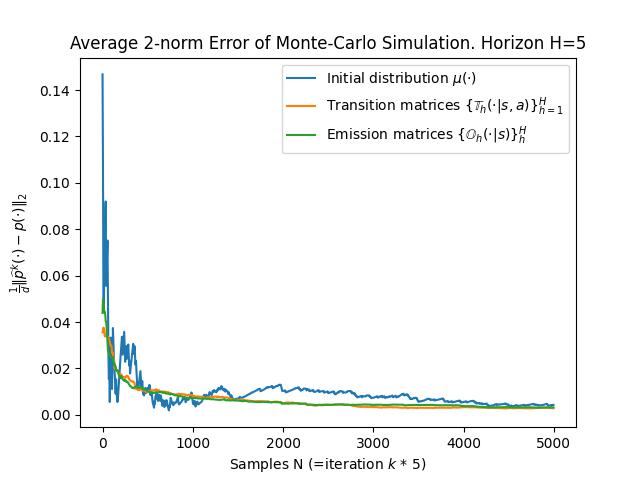 Average 2-norm Error of Monte-Carlo Simulation. Horizon H=5
Initial distribution μ(·)
Transition matrices {𝕋ₕ(·|s, a)}ᴴₕ₌₁
Emission matrices {𝕆ₕ(·|s)}ᴴₕ
0.14
0.12
0.10
0.08
0.06
0.04
0.02
0.00
1/d ‖p̂ᵏ(·) − p(·)‖₂
0 1000 2000 3000 4000 5000
Samples N (=iteration k * 5)